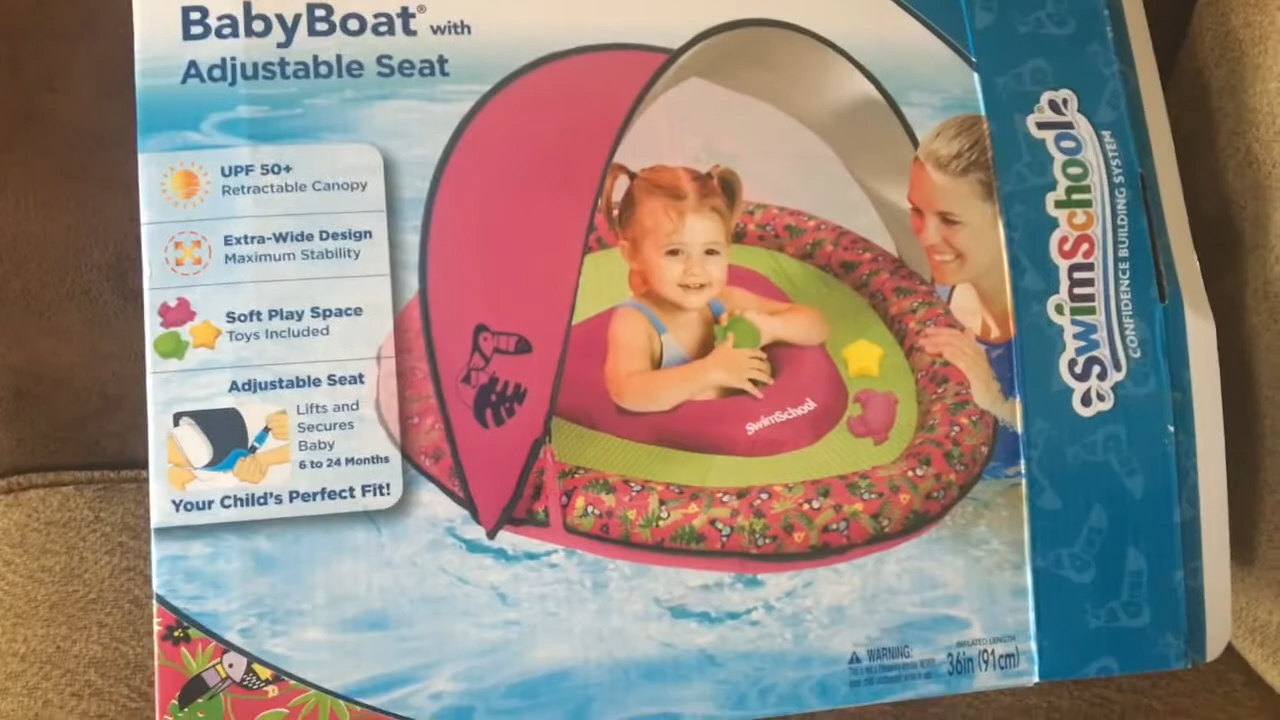 BabyBoat® with
Adjustable Seat
UPF 50+
Retractable Canopy
Extra-Wide Design
Maximum Stability
Soft Play Space
Toys Included
Adjustable Seat
Lifts and
Secures
Baby
6 to 24 Months
Your Child's Perfect Fit!
SwimSchool
SwimSchool®
CONFIDENCE BUILDING SYSTEM
WARNING:
INFLATED LENGTH
36in (91cm)